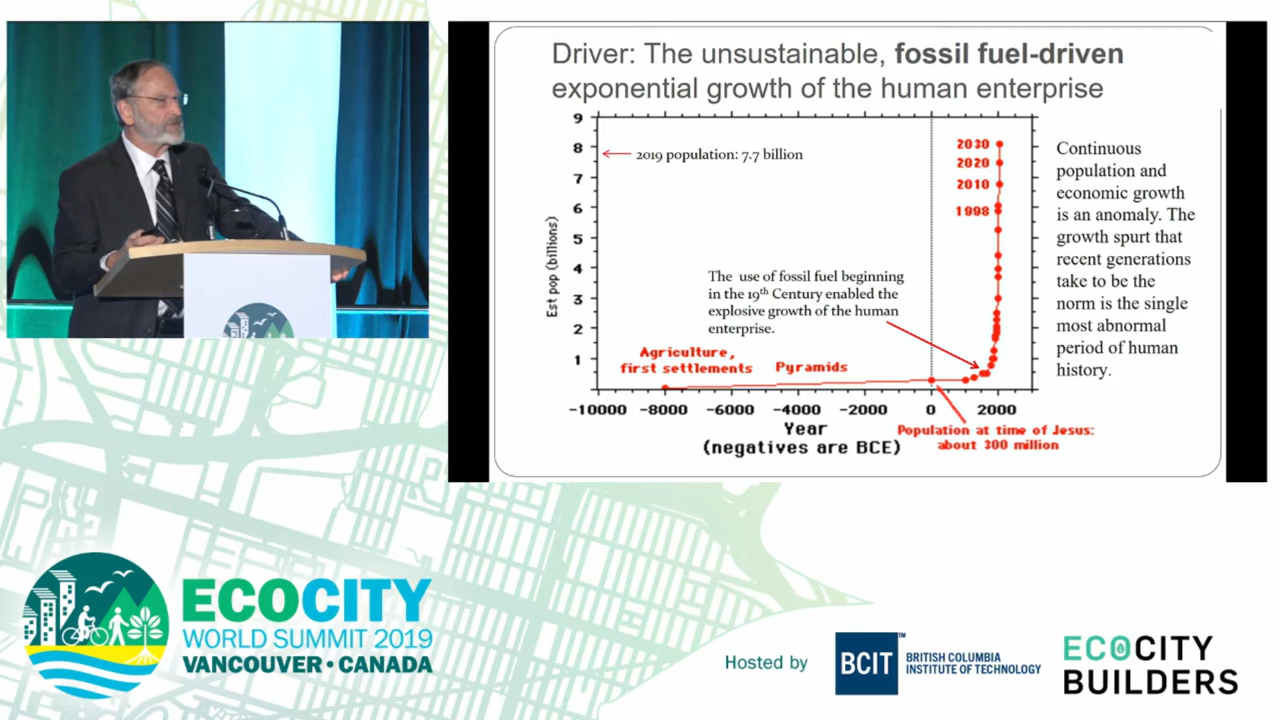 Driver: The unsustainable, fossil fuel-driven
exponential growth of the human enterprise
9
8
7
6
5
4
3
2
1
Est pop (billions)
2019 population: 7.7 billion
2030
2020
2010
1998
The use of fossil fuel beginning
in the 19th Century enabled the
explosive growth of the human
enterprise.
Agriculture,
first settlements
Pyramids
-10000 -8000 -6000 -4000 -2000 0 2000
Year
(negatives are BCE)
Population at time of Jesus:
about 300 million
Continuous
population and
economic growth
is an anomaly. The
growth spurt that
recent generations
take to be the
norm is the single
most abnormal
period of human
history.
ECOCITY
WORLD SUMMIT 2019
VANCOUVER • CANADA
Hosted by
BCIT™
BRITISH COLUMBIA
INSTITUTE OF TECHNOLOGY
ECOCITY
BUILDERS